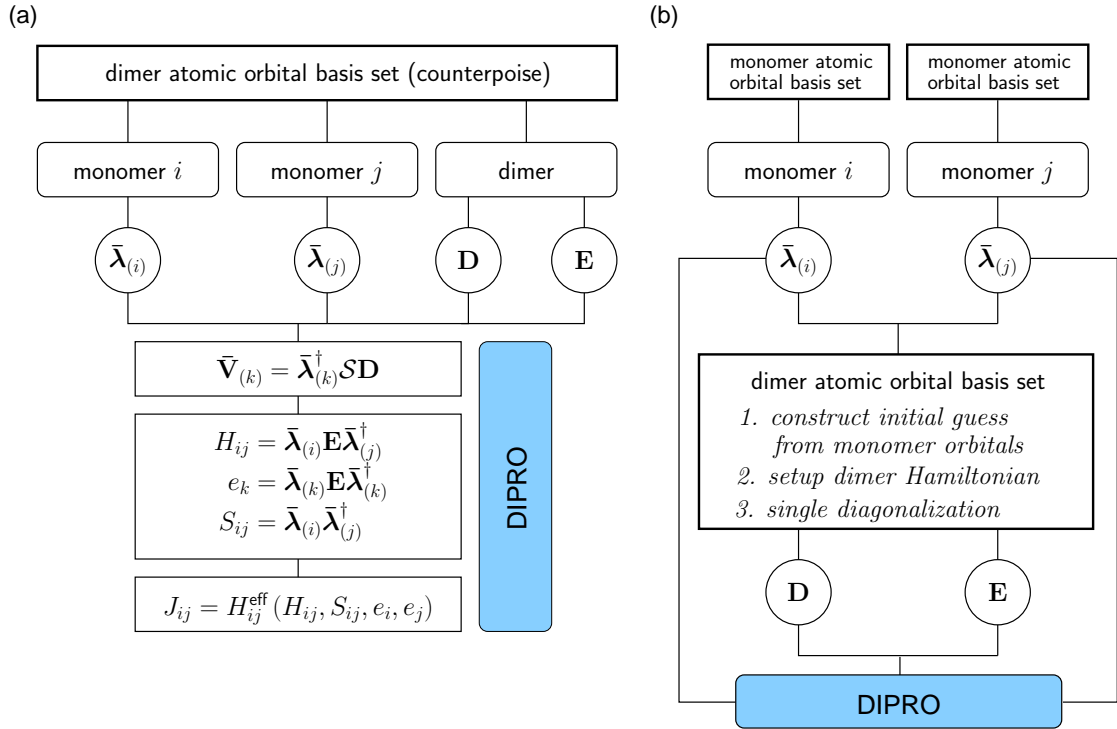 (a)
dimer atomic orbital basis set (counterpoise)
monomer i
monomer j
dimer
λ̄(i)
λ̄(j)
D
E
V̄(k) = λ̄†(k)𝒮D
Hij = λ̄(i)Eλ̄†(j)
ek = λ̄(k)Eλ̄†(k)
Sij = λ̄(i)λ̄†(j)
Jij = Heffij (Hij, Sij, ei, ej)
DIPRO
(b)
monomer atomic
orbital basis set
monomer atomic
orbital basis set
monomer i
monomer j
λ̄(i)
λ̄(j)
dimer atomic orbital basis set
1. construct initial guess
from monomer orbitals
2. setup dimer Hamiltonian
3. single diagonalization
D
E
DIPRO